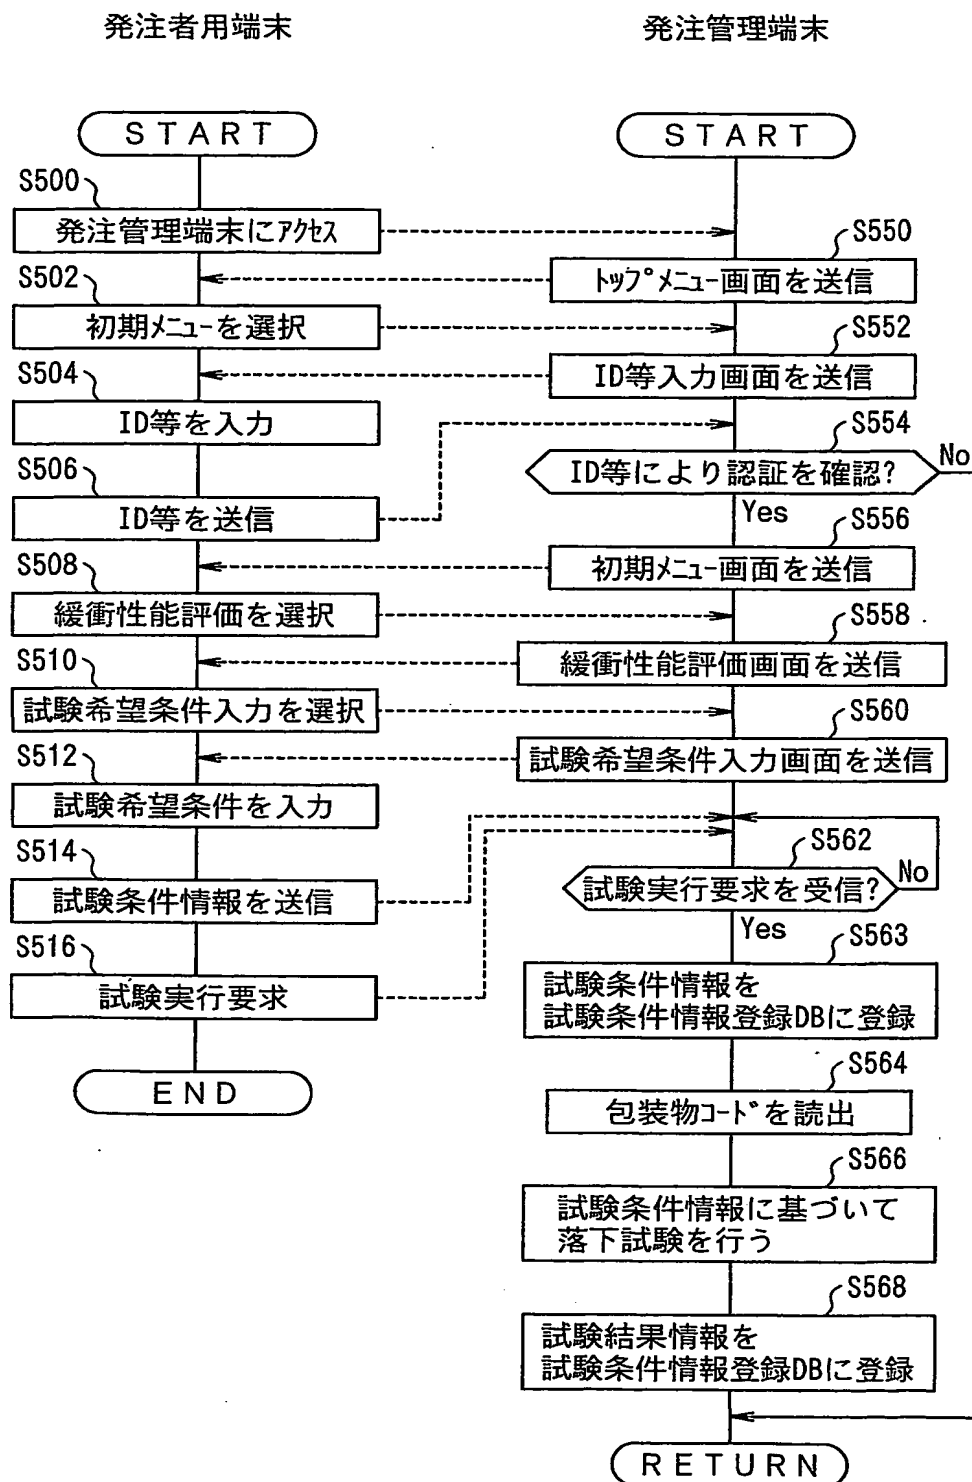 発注者用端末
発注管理端末
START
START
S500
発注管理端末にアクセス
S550
トップメニュー画面を送信
S502
初期メニューを選択
S552
ID等入力画面を送信
S504
ID等を入力
S554
ID等により認証を確認?
No
Yes
S506
ID等を送信
S556
初期メニュー画面を送信
S508
緩衝性能評価を選択
S558
緩衝性能評価画面を送信
S510
試験希望条件入力を選択
S560
試験希望条件入力画面を送信
S512
試験希望条件を入力
S562
試験実行要求を受信?
No
Yes
S514
試験条件情報を送信
S516
試験実行要求
END
S563
試験条件情報を
試験条件情報登録DBに登録
S564
包装物コードを読出
S566
試験条件情報に基づいて
落下試験を行う
S568
試験結果情報を
試験条件情報登録DBに登録
RETURN